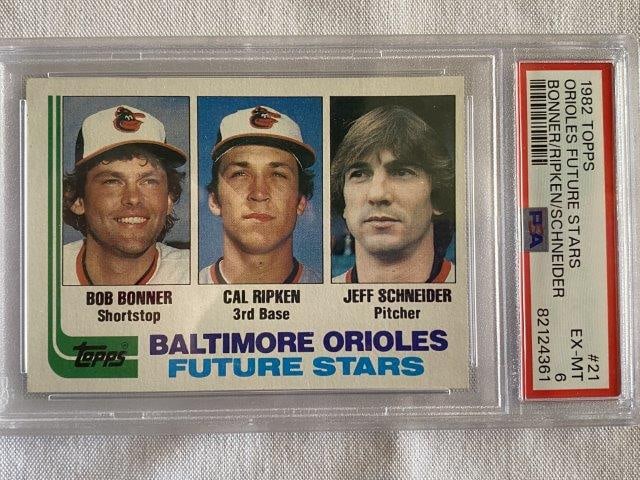 BOB BONNER
Shortstop
CAL RIPKEN
3rd Base
JEFF SCHNEIDER
Pitcher
Topps
BALTIMORE ORIOLES
FUTURE STARS
1982 TOPPS
ORIOLES FUTURE STARS
BONNER/RIPKEN/SCHNEIDER
PSA
#21
EX-MT
6
82124361